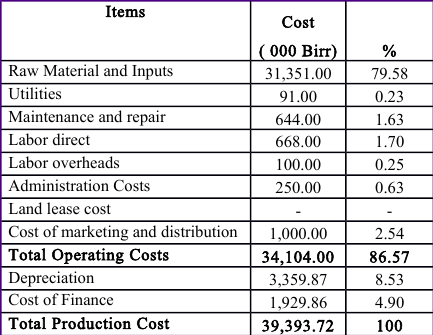 Items Cost
( 000 Birr) %
Raw Material and Inputs 31,351.00 79.58
Utilities 91.00 0.23
Maintenance and repair 644.00 1.63
Labor direct 668.00 1.70
Labor overheads 100.00 0.25
Administration Costs 250.00 0.63
Land lease cost - -
Cost of marketing and distribution 1,000.00 2.54
Total Operating Costs 34,104.00 86.57
Depreciation 3,359.87 8.53
Cost of Finance 1,929.86 4.90
Total Production Cost 39,393.72 100